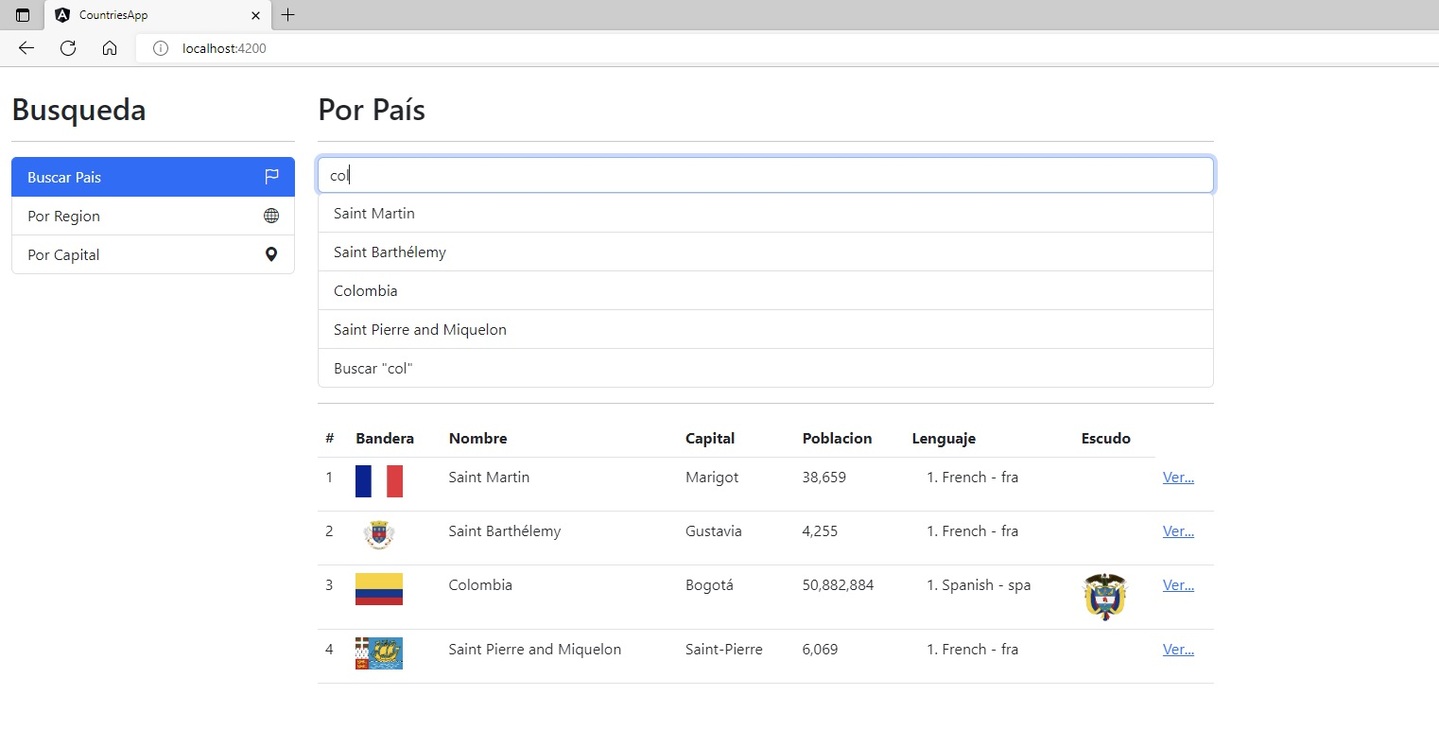 CountriesApp
localhost:4200
Busqueda
Buscar Pais
Por Region
Por Capital
Por País
col
Saint Martin
Saint Barthélemy
Colombia
Saint Pierre and Miquelon
Buscar "col"
# Bandera Nombre Capital Poblacion Lenguaje Escudo
1 Saint Martin Marigot 38,659 1. French - fra Ver...
2 Saint Barthélemy Gustavia 4,255 1. French - fra Ver...
3 Colombia Bogotá 50,882,884 1. Spanish - spa Ver...
4 Saint Pierre and Miquelon Saint-Pierre 6,069 1. French - fra Ver...